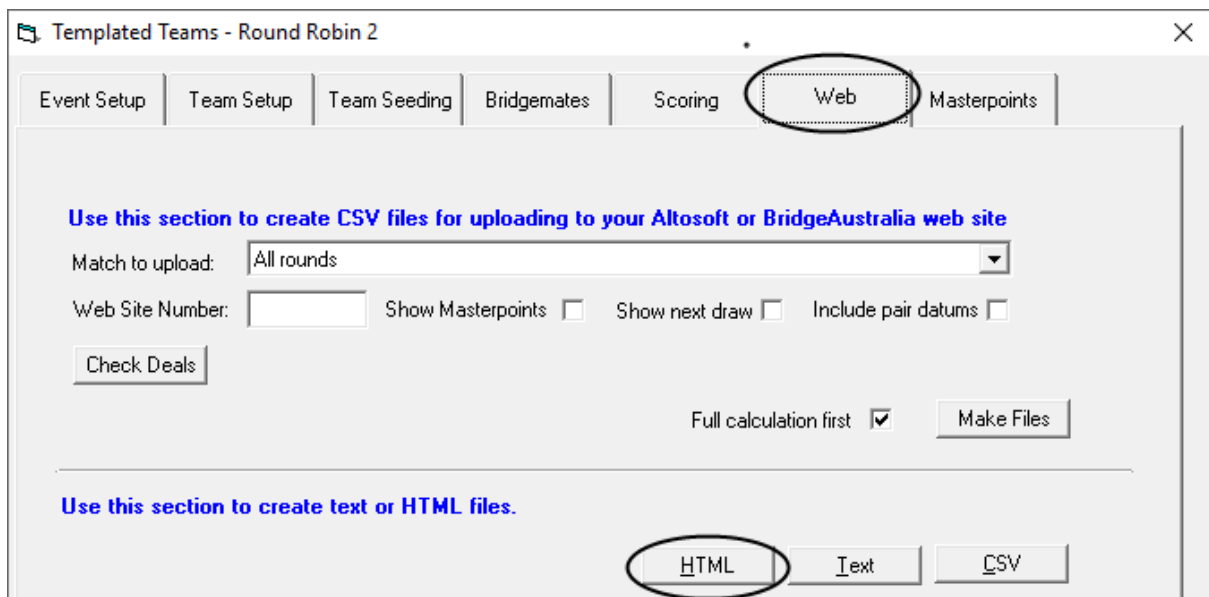 Templated Teams - Round Robin 2
Event Setup Team Setup Team Seeding Bridgemates Scoring Web Masterpoints
Use this section to create CSV files for uploading to your Altosoft or BridgeAustralia web site
Match to upload: All rounds
Web Site Number: Show Masterpoints Show next draw Include pair datums
Check Deals
Full calculation first Make Files
Use this section to create text or HTML files.
HTML Text CSV